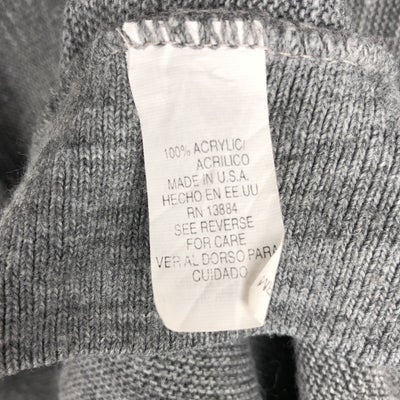 100% ACRYLIC/
ACRILICO
MADE IN U.S.A.
HECHO EN EE UU
RN 13884
SEE REVERSE
FOR CARE
VER AL DORSO PARA
CUIDADO